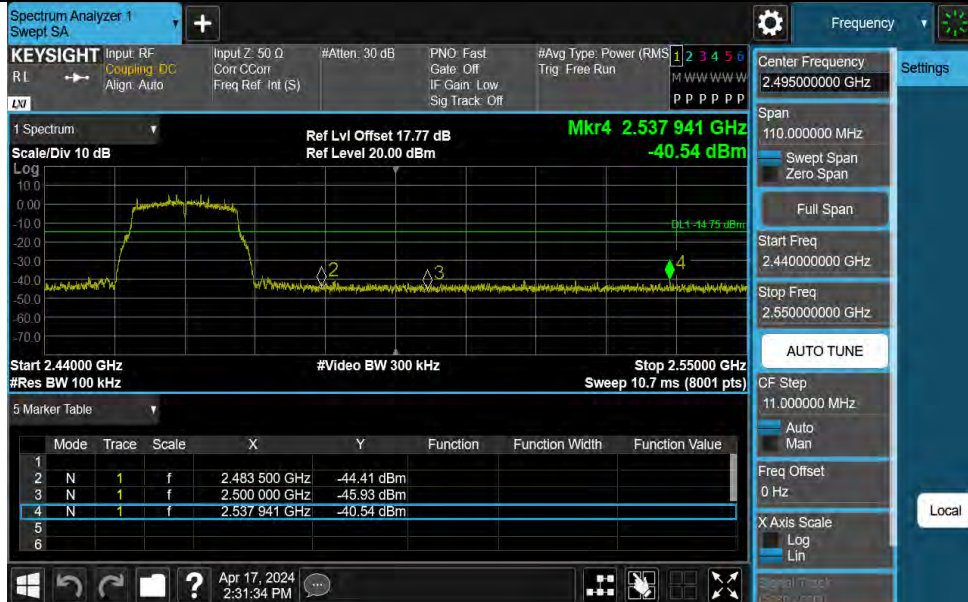 Spectrum Analyzer 1
Swept SA
Frequency
KEYSIGHT
RL
LXI
Input: RF
Coupling: DC
Align: Auto
Input Z: 50 Ω
Corr CCorr
Freq Ref: Int (S)
#Atten: 30 dB
PNO: Fast
Gate: Off
IF Gain: Low
Sig Track: Off
#Avg Type: Power (RMS
Trig: Free Run
1 2 3 4 5 6
M W W W W W
P P P P P P
Center Frequency
2.495000000 GHz
Settings
1 Spectrum
Scale/Div 10 dB
Ref Lvl Offset 17.77 dB
Ref Level 20.00 dBm
Mkr4 2.537 941 GHz
-40.54 dBm
Span
110.000000 MHz
Swept Span
Zero Span
Full Span
Log
10.0
0.00
-10.0
-20.0
-30.0
-40.0
-50.0
-60.0
-70.0
DL1 -14.75 dBm
2
3
4
Start Freq
2.440000000 GHz
Stop Freq
2.550000000 GHz
AUTO TUNE
Start 2.44000 GHz
#Video BW 300 kHz
Stop 2.55000 GHz
#Res BW 100 kHz
Sweep 10.7 ms (8001 pts)
CF Step
11.000000 MHz
Auto
Man
5 Marker Table
Mode Trace Scale X Y Function Function Width Function Value
1
2 N 1 f 2.483 500 GHz -44.41 dBm
3 N 1 f 2.500 000 GHz -45.93 dBm
4 N 1 f 2.537 941 GHz -40.54 dBm
5
6
Freq Offset
0 Hz
Local
X Axis Scale
Log
Lin
Signal Track
(Span Zoom)
?
Apr 17, 2024
2:31:34 PM